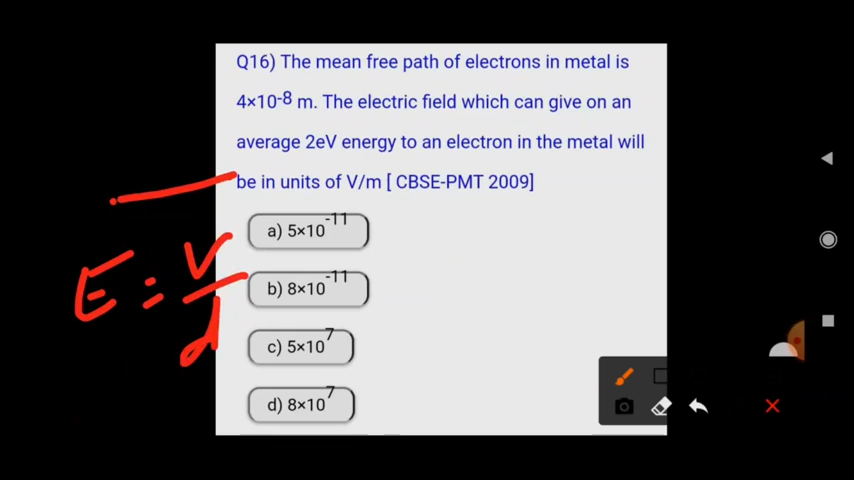 Q16) The mean free path of electrons in metal is
4×10-8 m. The electric field which can give on an
average 2eV energy to an electron in the metal will
be in units of V/m [ CBSE-PMT 2009]
a) 5×10-11
b) 8×10-11
c) 5×107
d) 8×107
E = V/d